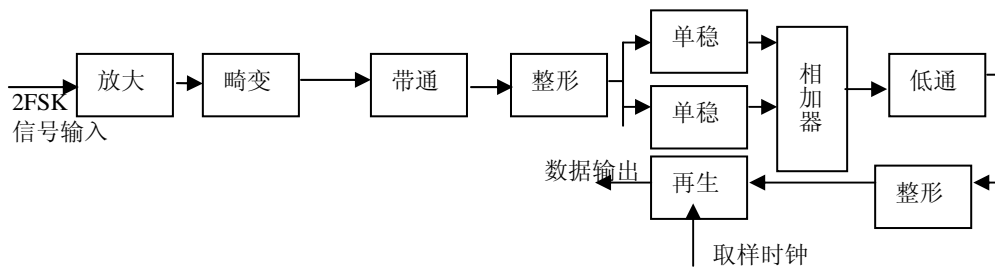 单稳
放大
畸变
带通
整形
相加器
低通
2FSK
信号输入
单稳
数据输出
再生
整形
取样时钟